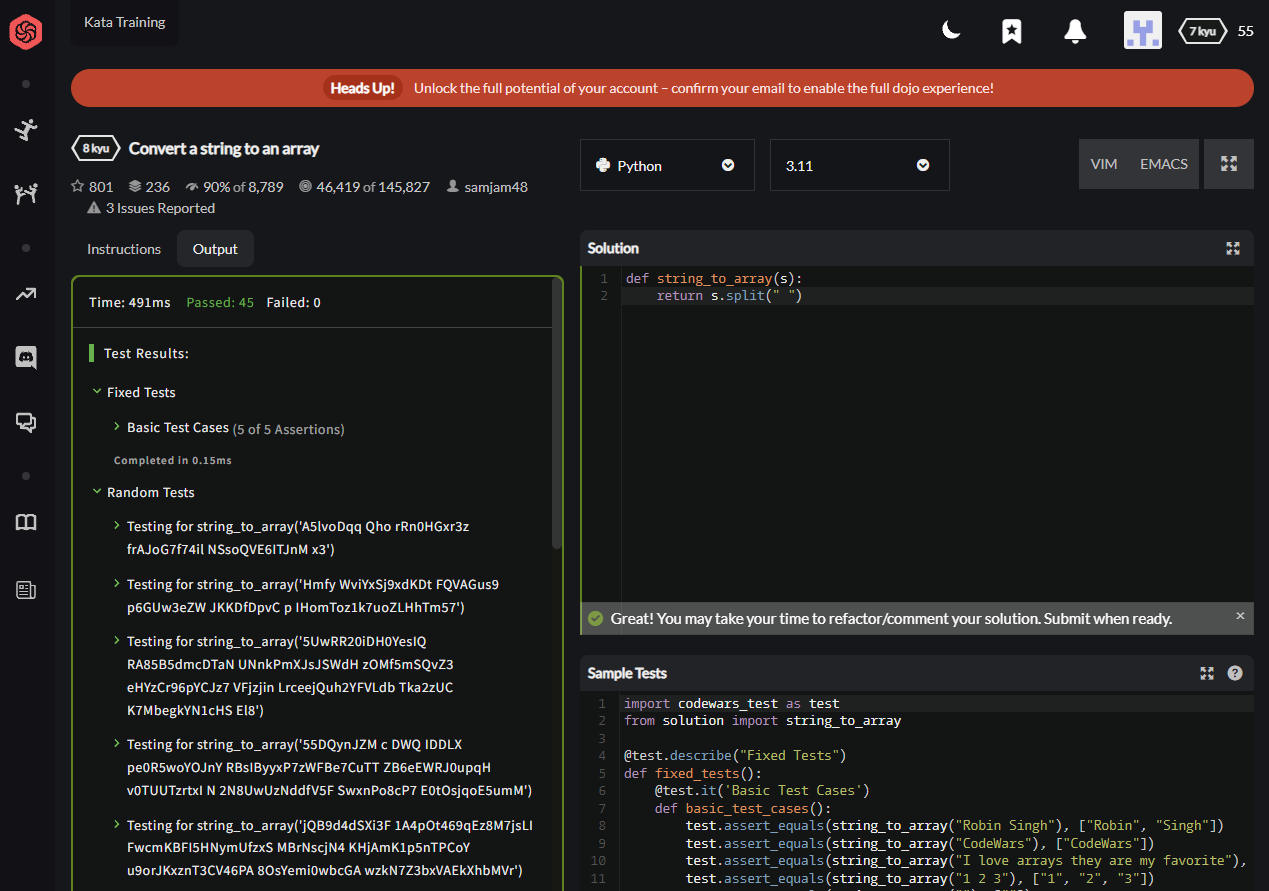 Kata Training
7 kyu
55
Heads Up! Unlock the full potential of your account – confirm your email to enable the full dojo experience!
8 kyu Convert a string to an array
801 236 90% of 8,789 46,419 of 145,827 samjam48
3 Issues Reported
Python
3.11
VIM EMACS
Instructions Output
Time: 491ms Passed: 45 Failed: 0
Test Results:
Fixed Tests
Basic Test Cases (5 of 5 Assertions)
Completed in 0.15ms
Random Tests
Testing for string_to_array('A5lvoDqq Qho rRn0HGxr3z
frAJoG7f74il NSsoQVE6ITJnM x3')
Testing for string_to_array('Hmfy WviYxSj9xdKDt FQVAGus9
p6GUw3eZW JKKDfDpvC p IHomToz1k7uoZLHhTm57')
Testing for string_to_array('5UwRR20iDH0YesIQ
RA85B5dmcDTaN UNnkPmXJsJSWdH zOMf5mSQvZ3
eHYzCr96pYCJz7 VFjzjin LrceejQuh2YFVLdb Tka2zUC
K7MbegkYN1cHS El8')
Testing for string_to_array('55DQynJZM c DWQ IDDLX
pe0R5woYOJnY RBsIByyxP7zWFBe7CuTT ZB6eEWRJ0upqH
v0TUUTzrtxI N 2N8UwUzNddfV5F SwxnPo8cP7 E0tOsjqoE5umM')
Testing for string_to_array('jQB9d4dSXi3F 1A4pOt469qEz8M7jsLI
FwcmKBFI5HNymUfzxS MBrNscjN4 KHjAmK1p5nTPCoY
u9orJKxznT3CV46PA 8OsYemi0wbcGA wzkN7Z3bxVAEkXhbMVr')
Solution
1 def string_to_array(s):
2 return s.split(" ")
Great! You may take your time to refactor/comment your solution. Submit when ready.
Sample Tests
1 import codewars_test as test
2 from solution import string_to_array
3
4 @test.describe("Fixed Tests")
5 def fixed_tests():
6 @test.it('Basic Test Cases')
7 def basic_test_cases():
8 test.assert_equals(string_to_array("Robin Singh"), ["Robin", "Singh"])
9 test.assert_equals(string_to_array("CodeWars"), ["CodeWars"])
10 test.assert_equals(string_to_array("I love arrays they are my favorite"),
11 test.assert_equals(string_to_array("1 2 3"), ["1", "2", "3"])